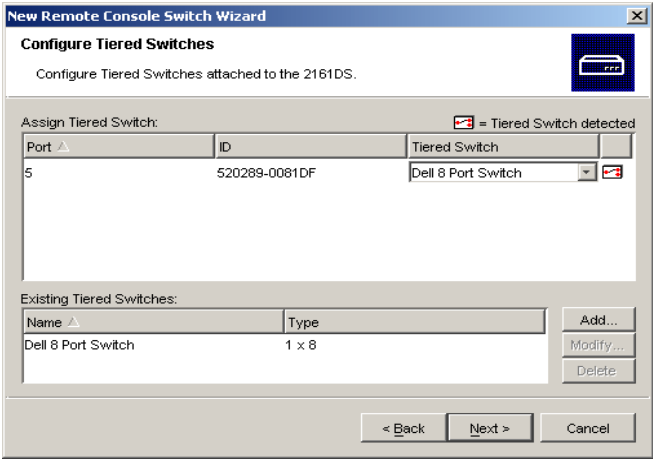 New Remote Console Switch Wizard
Configure Tiered Switches
Configure Tiered Switches attached to the 2161DS.
Assign Tiered Switch: = Tiered Switch detected
Port ID Tiered Switch
5 520289-0081DF Dell 8 Port Switch
Existing Tiered Switches:
Name Type
Dell 8 Port Switch 1 x 8
Add...
Modify...
Delete
< Back Next > Cancel